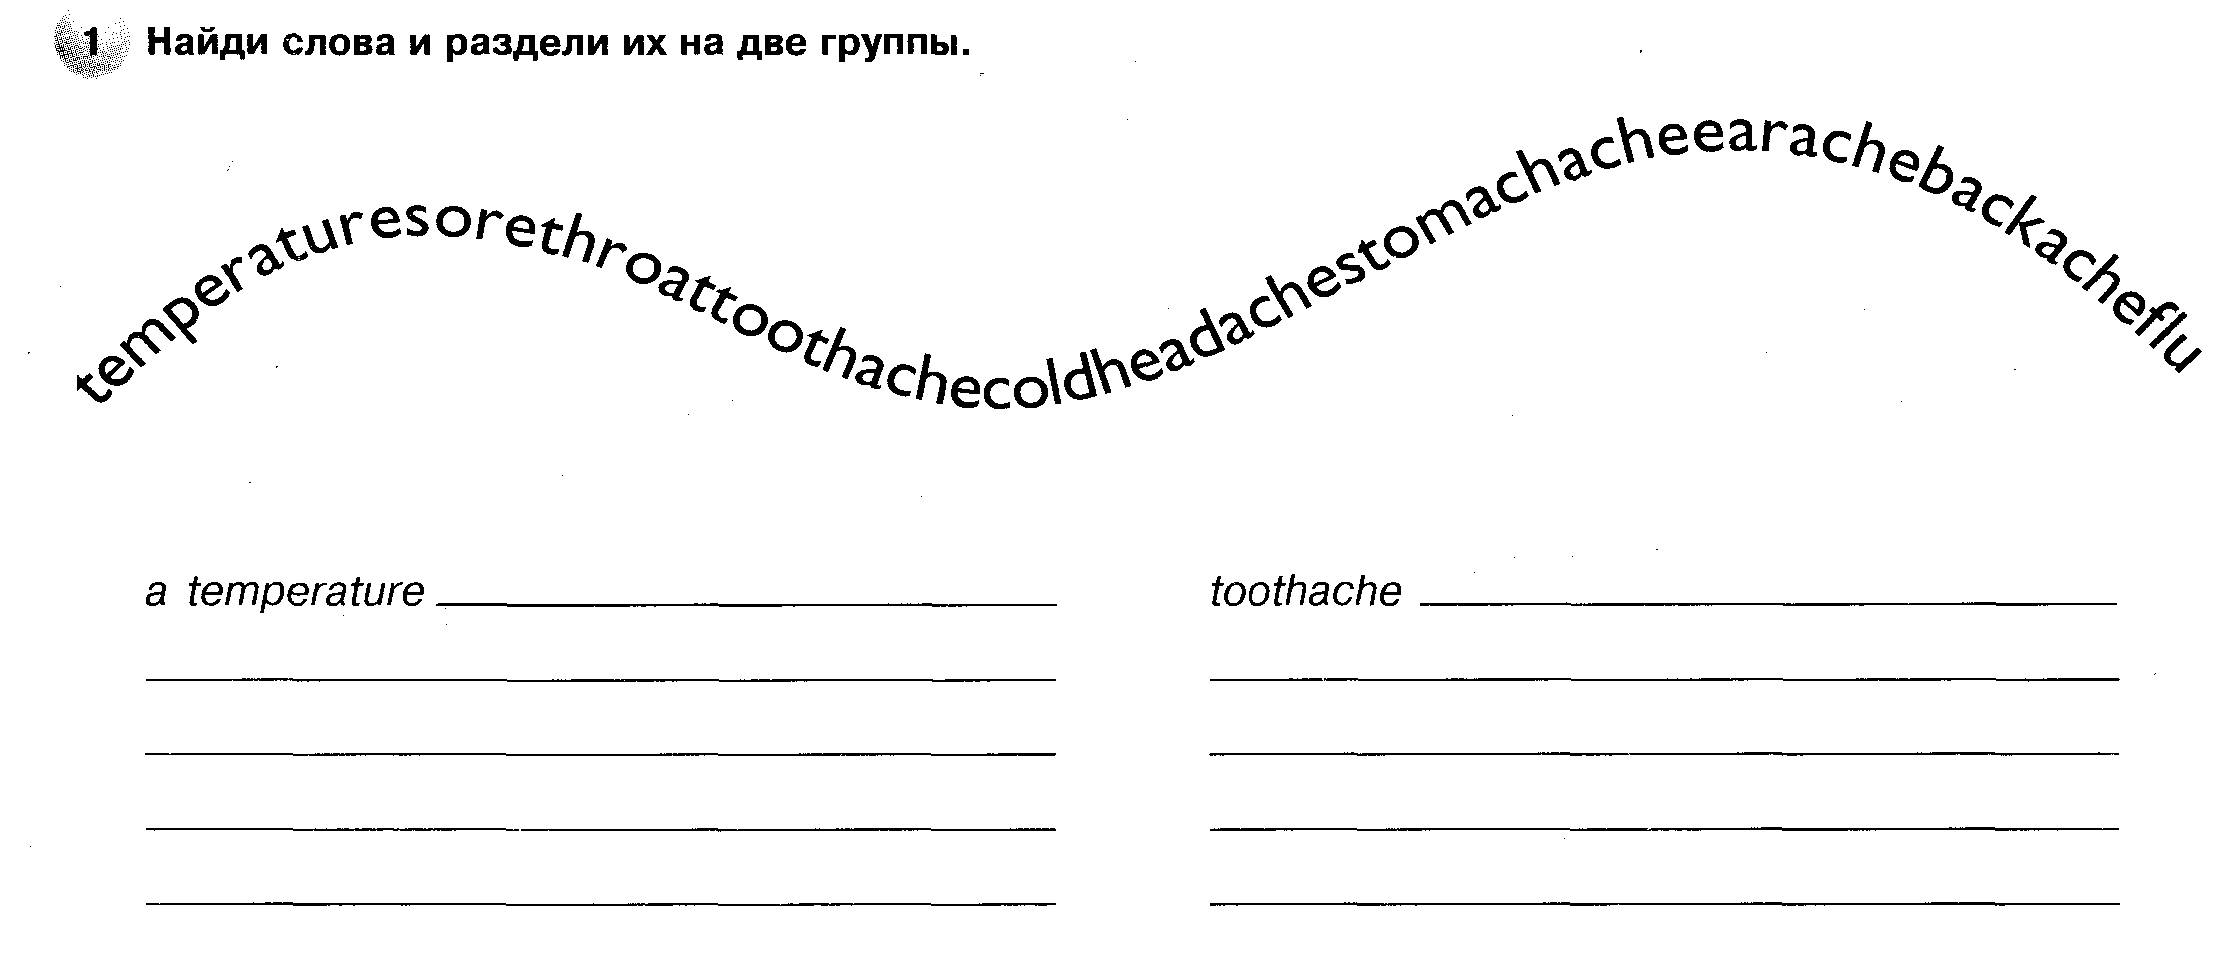 1 Найди слова и раздели их на две группы.
temperaturesorethroattoothachecoldheadachestomachacheearachebackacheflu
a temperature
toothache